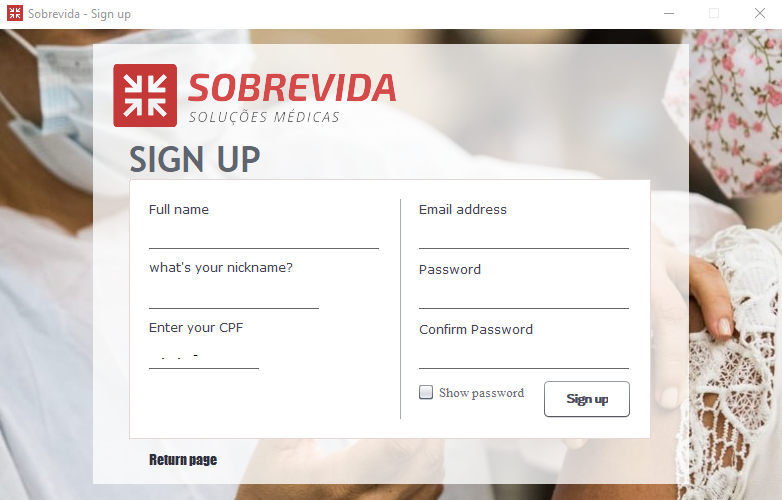 Sobrevida - Sign up
SOBREVIDA
SOLUÇÕES MÉDICAS
SIGN UP
Full name
what's your nickname?
Enter your CPF
. . -
Email address
Password
Confirm Password
Show password
Sign up
Return page